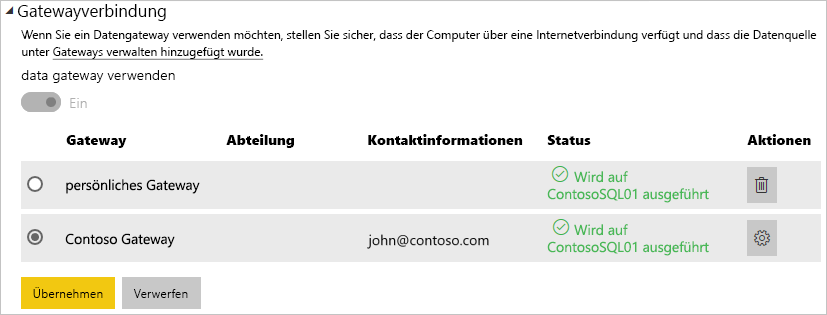 Gatewayverbindung
Wenn Sie ein Datengateway verwenden möchten, stellen Sie sicher, dass der Computer über eine Internetverbindung verfügt und dass die Datenquelle
unter Gateways verwalten hinzugefügt wurde.
data gateway verwenden
Ein
Gateway Abteilung Kontaktinformationen Status Aktionen
persönliches Gateway Wird auf
ContosoSQL01 ausgeführt
Contoso Gateway john@contoso.com Wird auf
ContosoSQL01 ausgeführt
Übernehmen Verwerfen